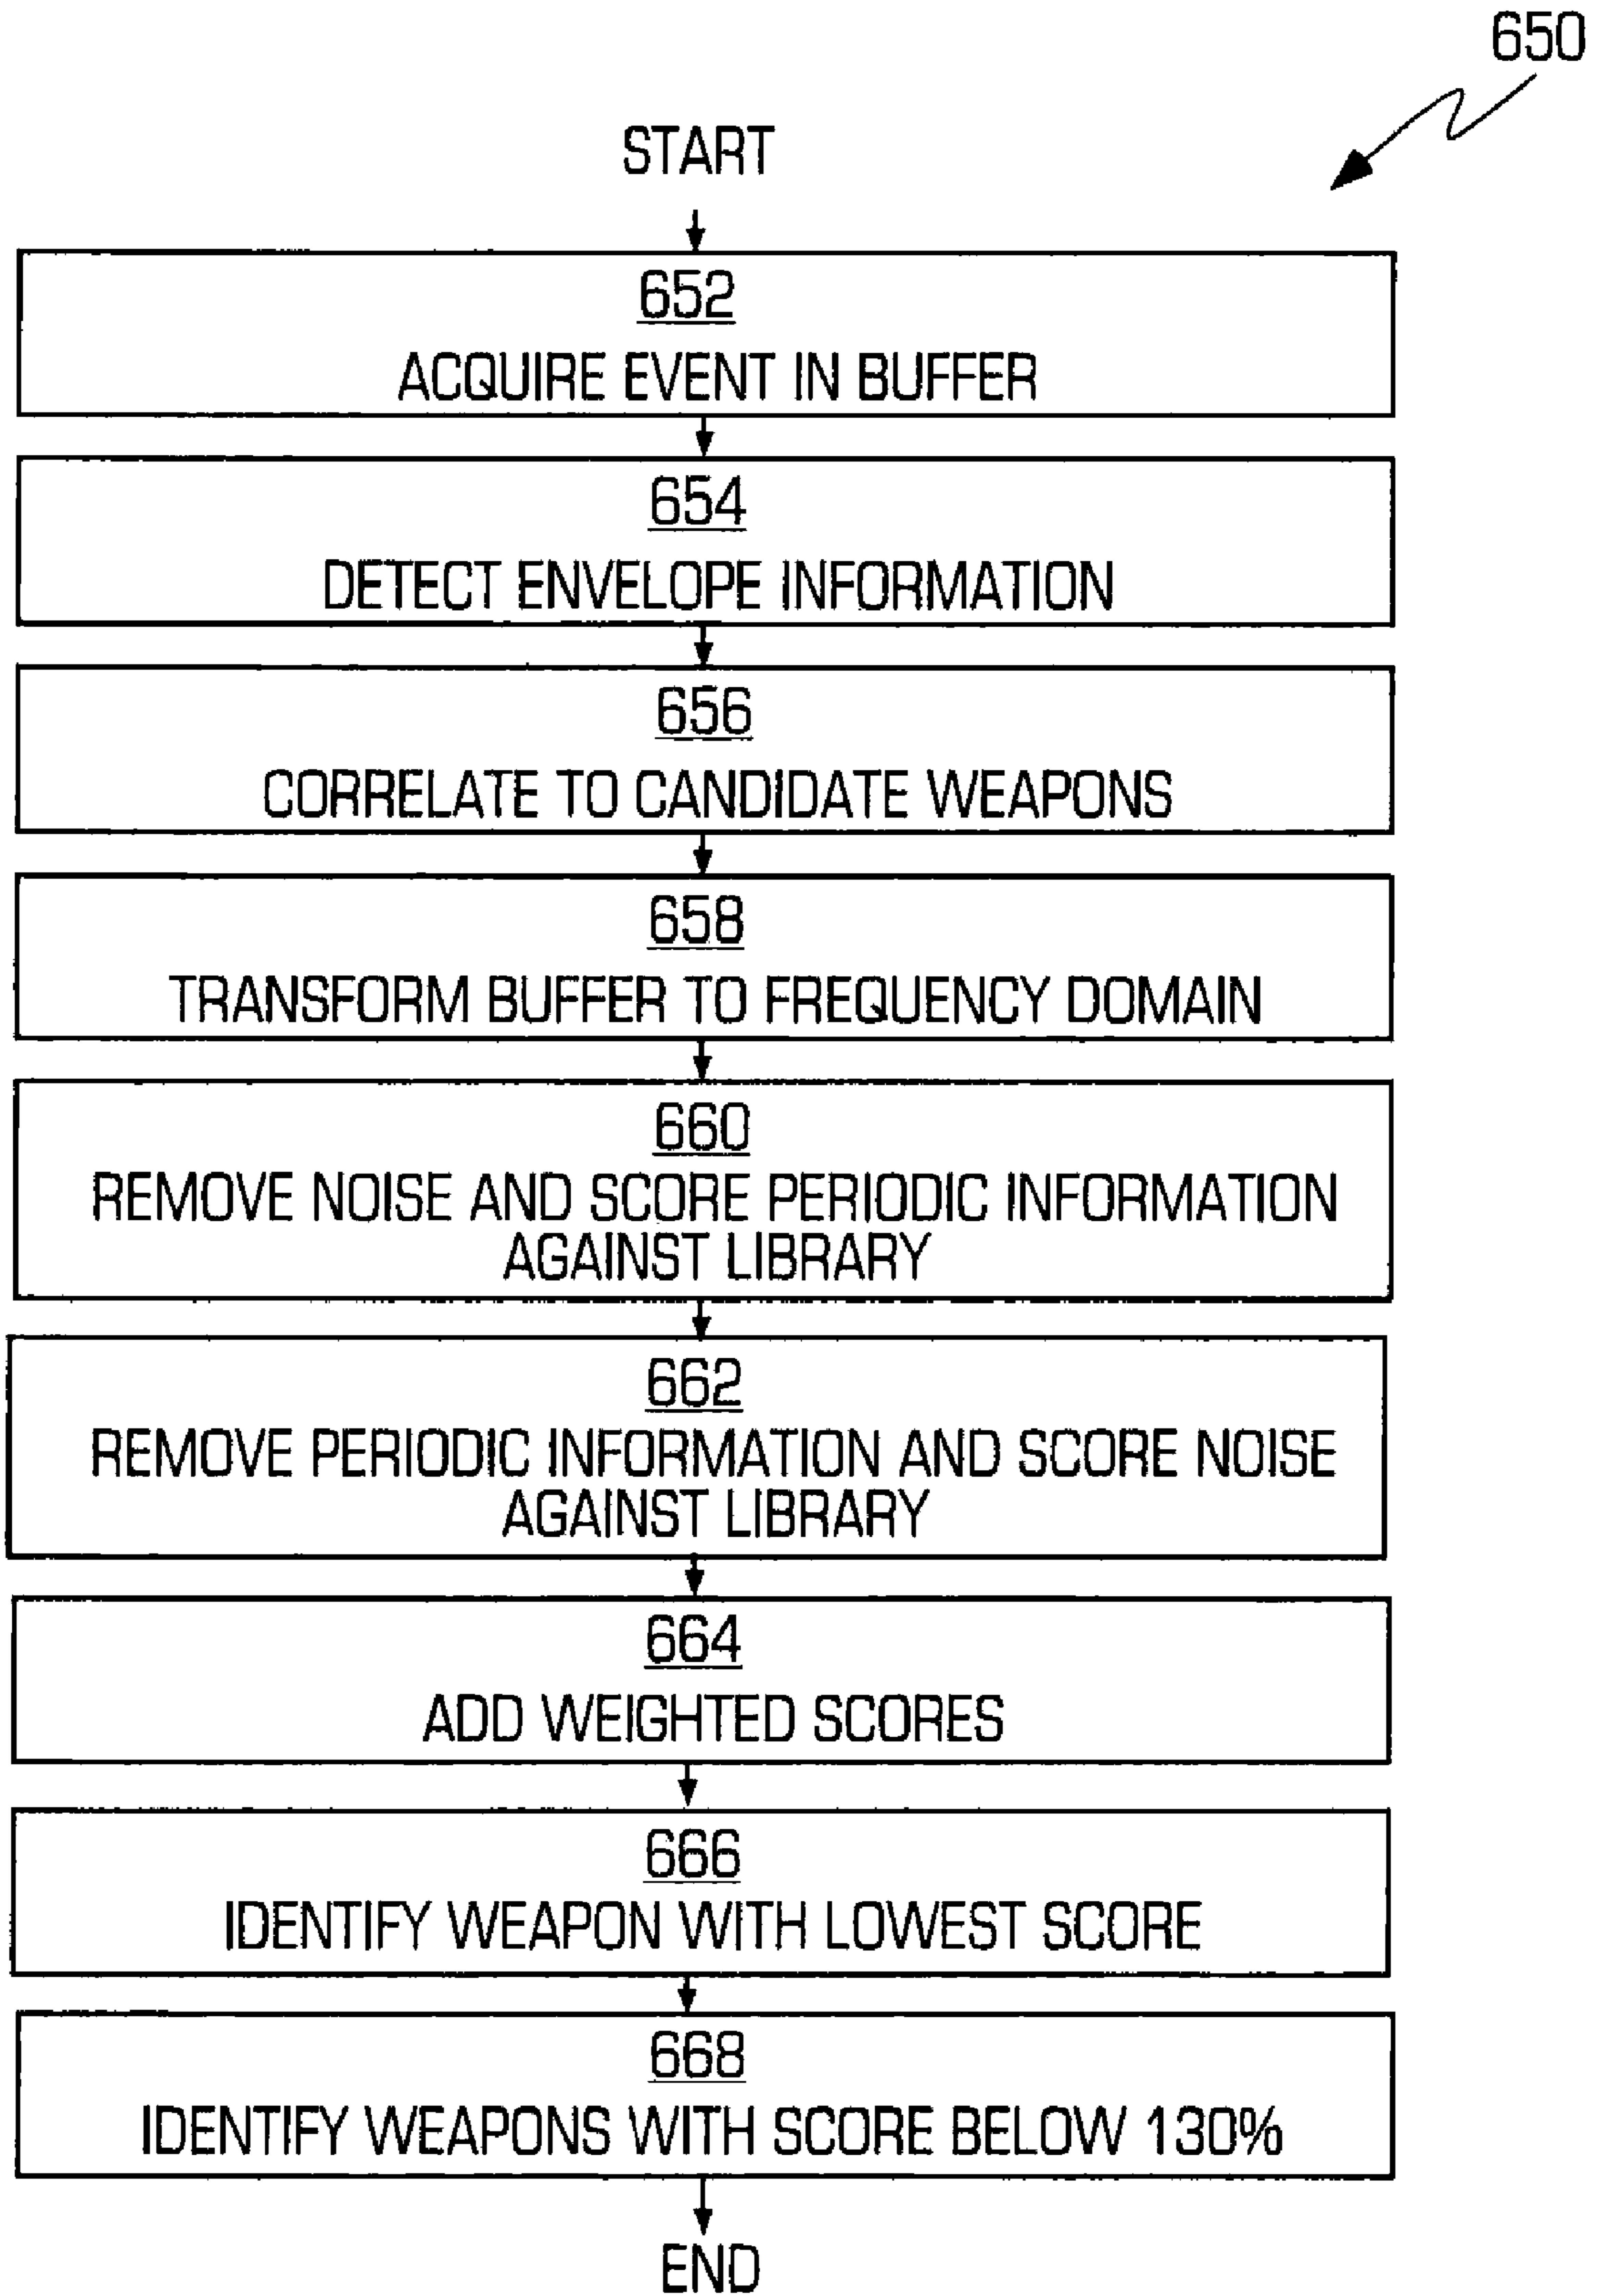 650
START
652
ACQUIRE EVENT IN BUFFER
654
DETECT ENVELOPE INFORMATION
656
CORRELATE TO CANDIDATE WEAPONS
658
TRANSFORM BUFFER TO FREQUENCY DOMAIN
660
REMOVE NOISE AND SCORE PERIODIC INFORMATION
AGAINST LIBRARY
662
REMOVE PERIODIC INFORMATION AND SCORE NOISE
AGAINST LIBRARY
664
ADD WEIGHTED SCORES
666
IDENTIFY WEAPON WITH LOWEST SCORE
668
IDENTIFY WEAPONS WITH SCORE BELOW 130%
END